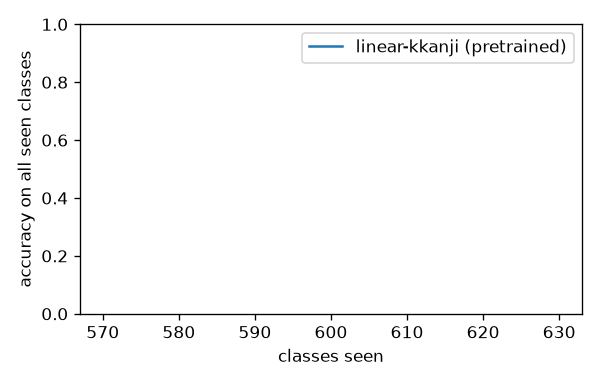 linear-kkanji (pretrained)
accuracy on all seen classes
1.0
0.8
0.6
0.4
0.2
0.0
570 580 590 600 610 620 630
classes seen